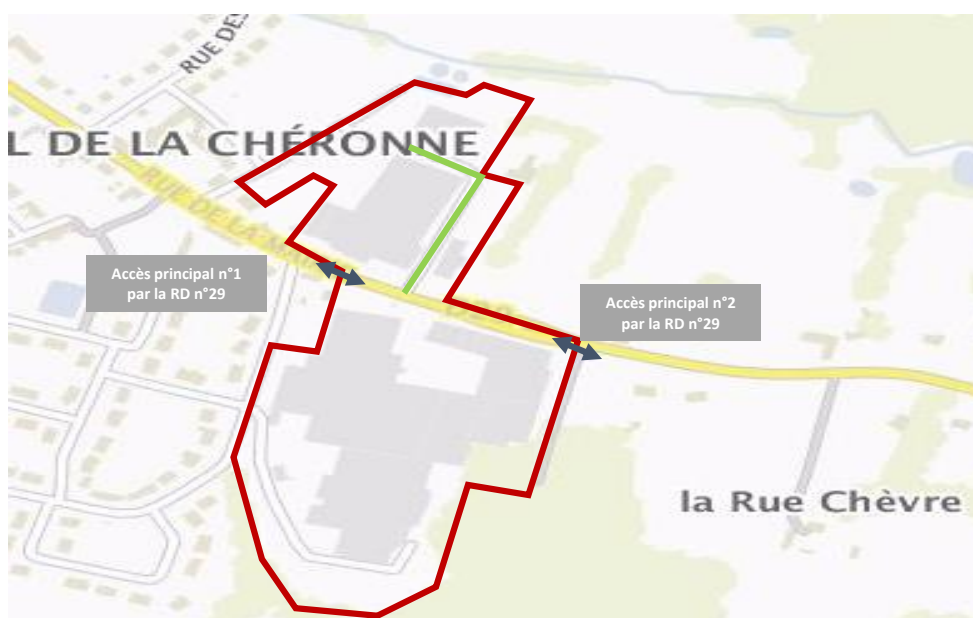 RUE DES
L DE LA CHÉRONNE
RUE DE LA
Accès principal n°1
par la RD n°29
Accès principal n°2
par la RD n°29
la Rue Chèvre